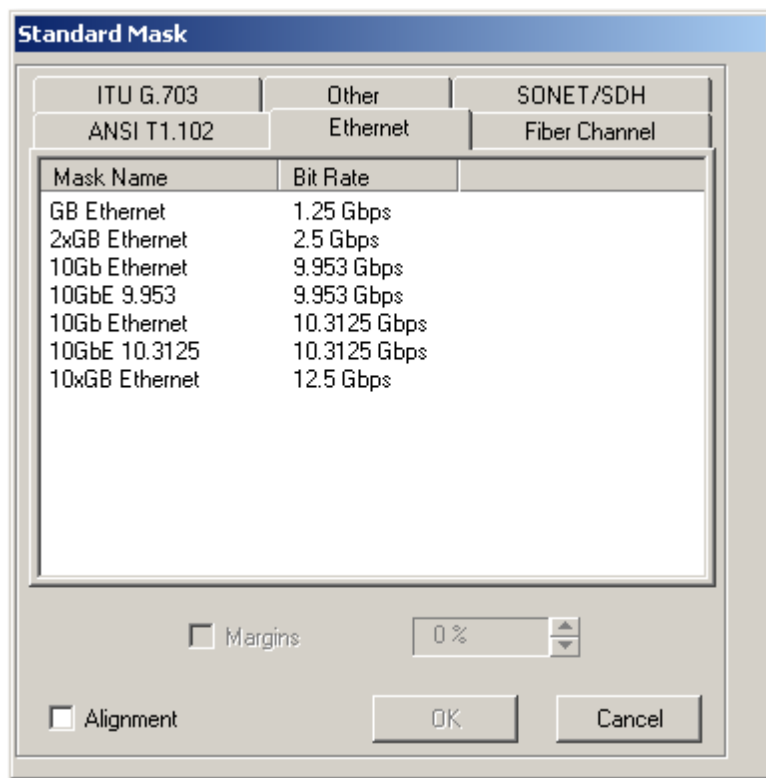 Standard Mask
ITU G.703 Other SONET/SDH
ANSI T1.102 Ethernet Fiber Channel
Mask Name Bit Rate
GB Ethernet 1.25 Gbps
2xGB Ethernet 2.5 Gbps
10Gb Ethernet 9.953 Gbps
10GbE 9.953 9.953 Gbps
10Gb Ethernet 10.3125 Gbps
10GbE 10.3125 10.3125 Gbps
10xGB Ethernet 12.5 Gbps
Margins 0 %
Alignment OK Cancel